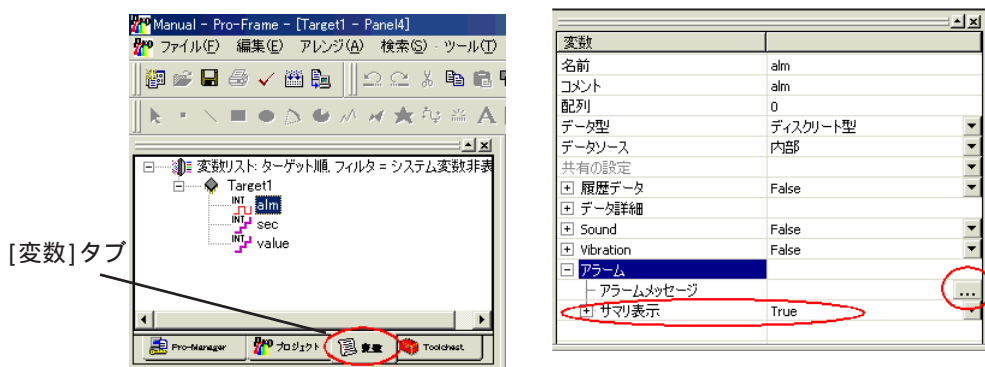 Manual - Pro-Frame - [Target1 - Panel4]
ファイル(F) 編集(E) アレンジ(A) 検索(S) ツール(T)
変数リスト: ターゲット順, フィルタ = システム変数非表
Target1
INT alm
INT sec
INT value
[変数]タブ
Pro-Manager プロジェクト 変数 Toolchest
変数
名前 alm
コメント alm
配列 0
データ型 ディスクリート型
データソース 内部
共有の設定
履歴データ False
データ詳細
Sound False
Vibration False
アラーム
アラームメッセージ ...
サマリ表示 True